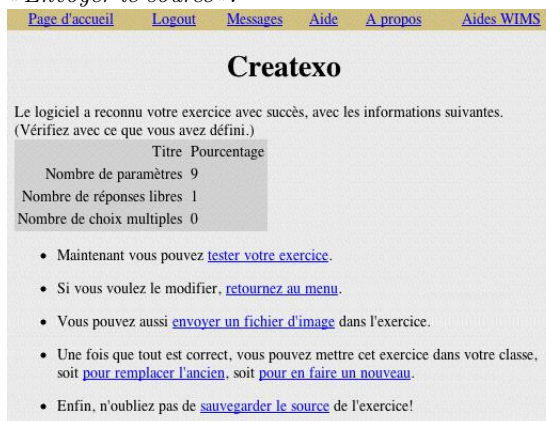 « Envoyer le source ».
Page d'accueil Logout Messages Aide A propos Aides WIMS
Createxo
Le logiciel a reconnu votre exercice avec succès, avec les informations suivantes.
(Vérifiez avec ce que vous avez défini.)
Titre Pourcentage
Nombre de paramètres 9
Nombre de réponses libres 1
Nombre de choix multiples 0
• Maintenant vous pouvez tester votre exercice.
• Si vous voulez le modifier, retournez au menu.
• Vous pouvez aussi envoyer un fichier d'image dans l'exercice.
• Une fois que tout est correct, vous pouvez mettre cet exercice dans votre classe,
soit pour remplacer l'ancien, soit pour en faire un nouveau.
• Enfin, n'oubliez pas de sauvegarder le source de l'exercice!